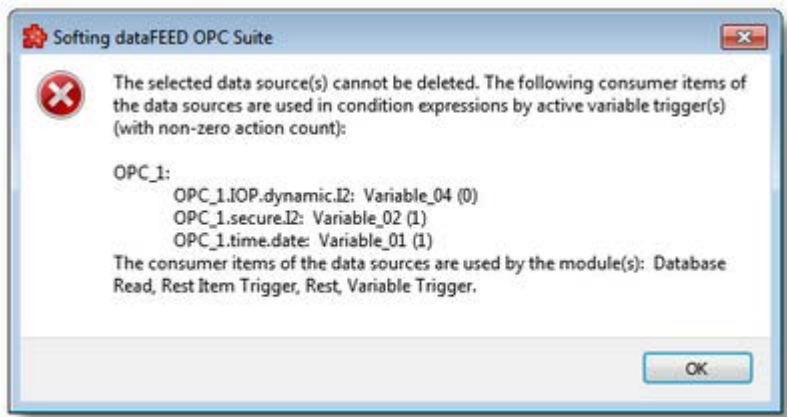 Softing dataFEED OPC Suite
The selected data source(s) cannot be deleted. The following consumer items of
the data sources are used in condition expressions by active variable trigger(s)
(with non-zero action count):
OPC_1:
OPC_1.IOP.dynamic.I2: Variable_04 (0)
OPC_1.secure.I2: Variable_02 (1)
OPC_1.time.date: Variable_01 (1)
The consumer items of the data sources are used by the module(s): Database
Read, Rest Item Trigger, Rest, Variable Trigger.
OK